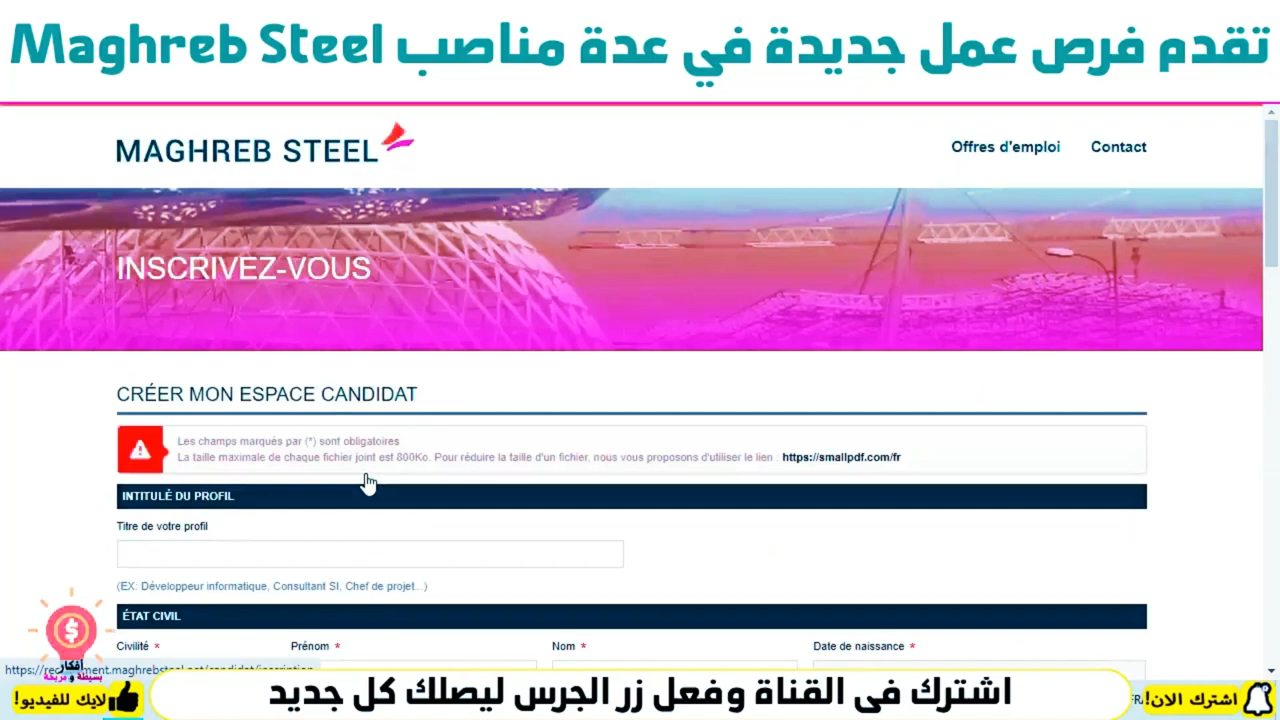 تقدم فرص عمل جديدة في عدة مناصب Maghreb Steel
MAGHREB STEEL
Offres d'emploi
Contact
INSCRIVEZ-VOUS
CRÉER MON ESPACE CANDIDAT
Les champs marqués par (*) sont obligatoires
La taille maximale de chaque fichier joint est 800Ko. Pour réduire la taille d'un fichier, nous vous proposons d'utiliser le lien : https://smallpdf.com/fr
INTITULÉ DU PROFIL
Titre de votre profil
(EX: Développeur informatique, Consultant SI, Chef de projet...)
ÉTAT CIVIL
Civilité *
Prénom *
Nom *
Date de naissance *
أفكار
بسيطة و مربحة
لايك للفيديو!
اشترك فى القناة وفعل زر الجرس ليصلك كل جديد
اشترك الان!